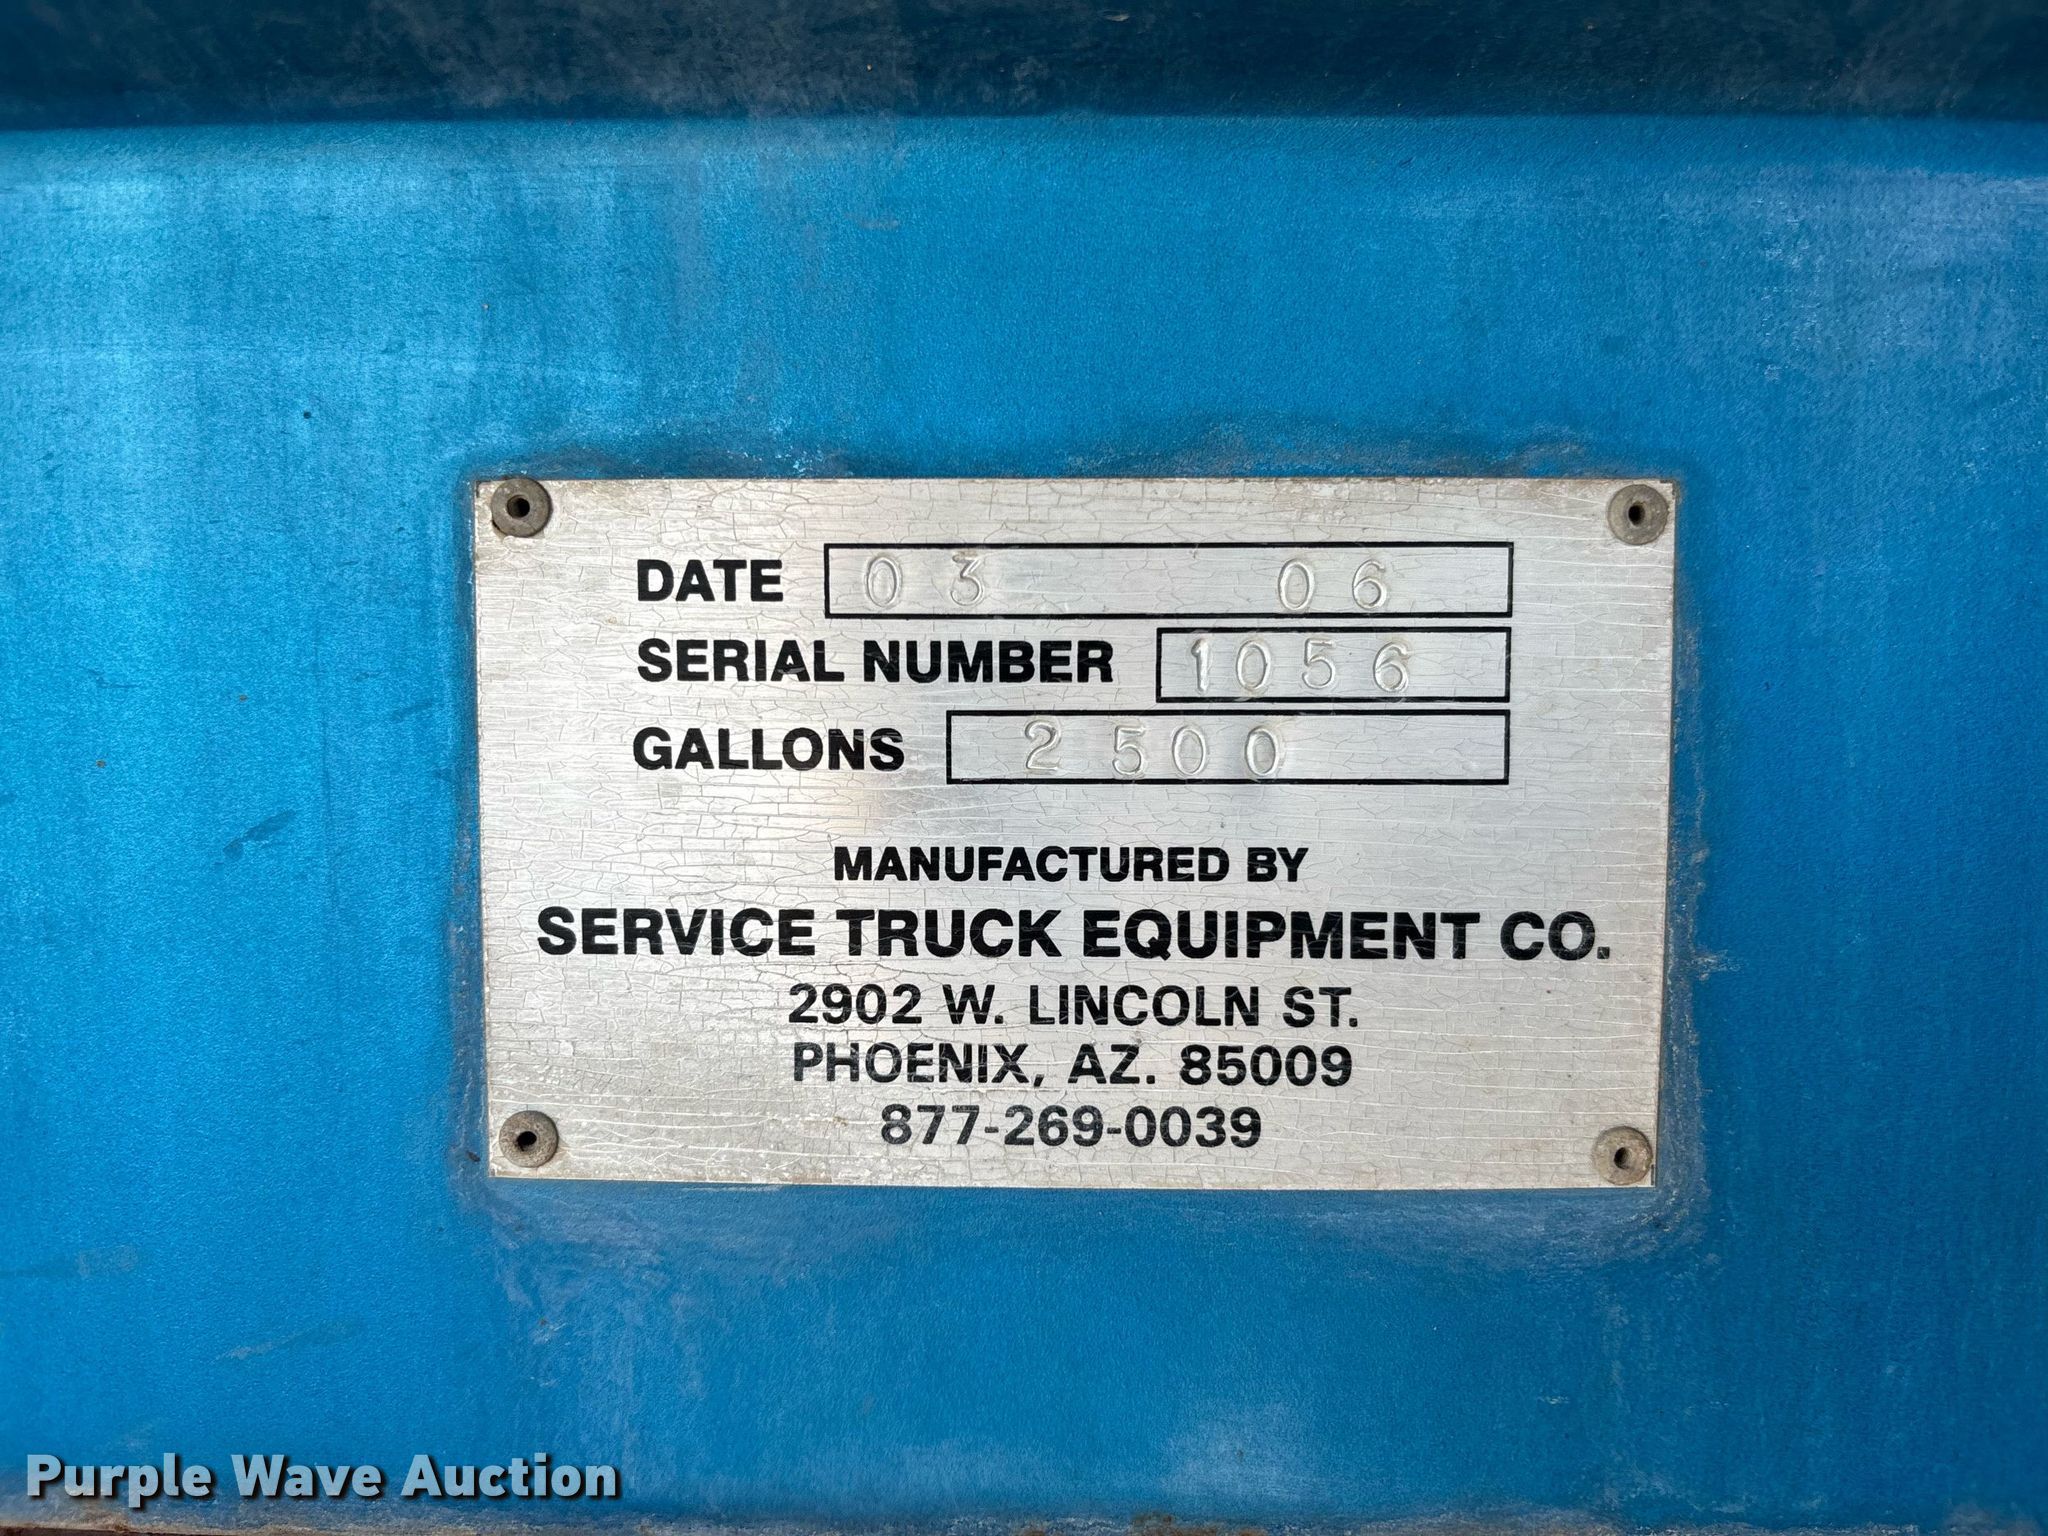 DATE 03 06
SERIAL NUMBER 1056
GALLONS 2500
MANUFACTURED BY
SERVICE TRUCK EQUIPMENT CO.
2902 W. LINCOLN ST.
PHOENIX, AZ. 85009
877-269-0039
Purple Wave Auction